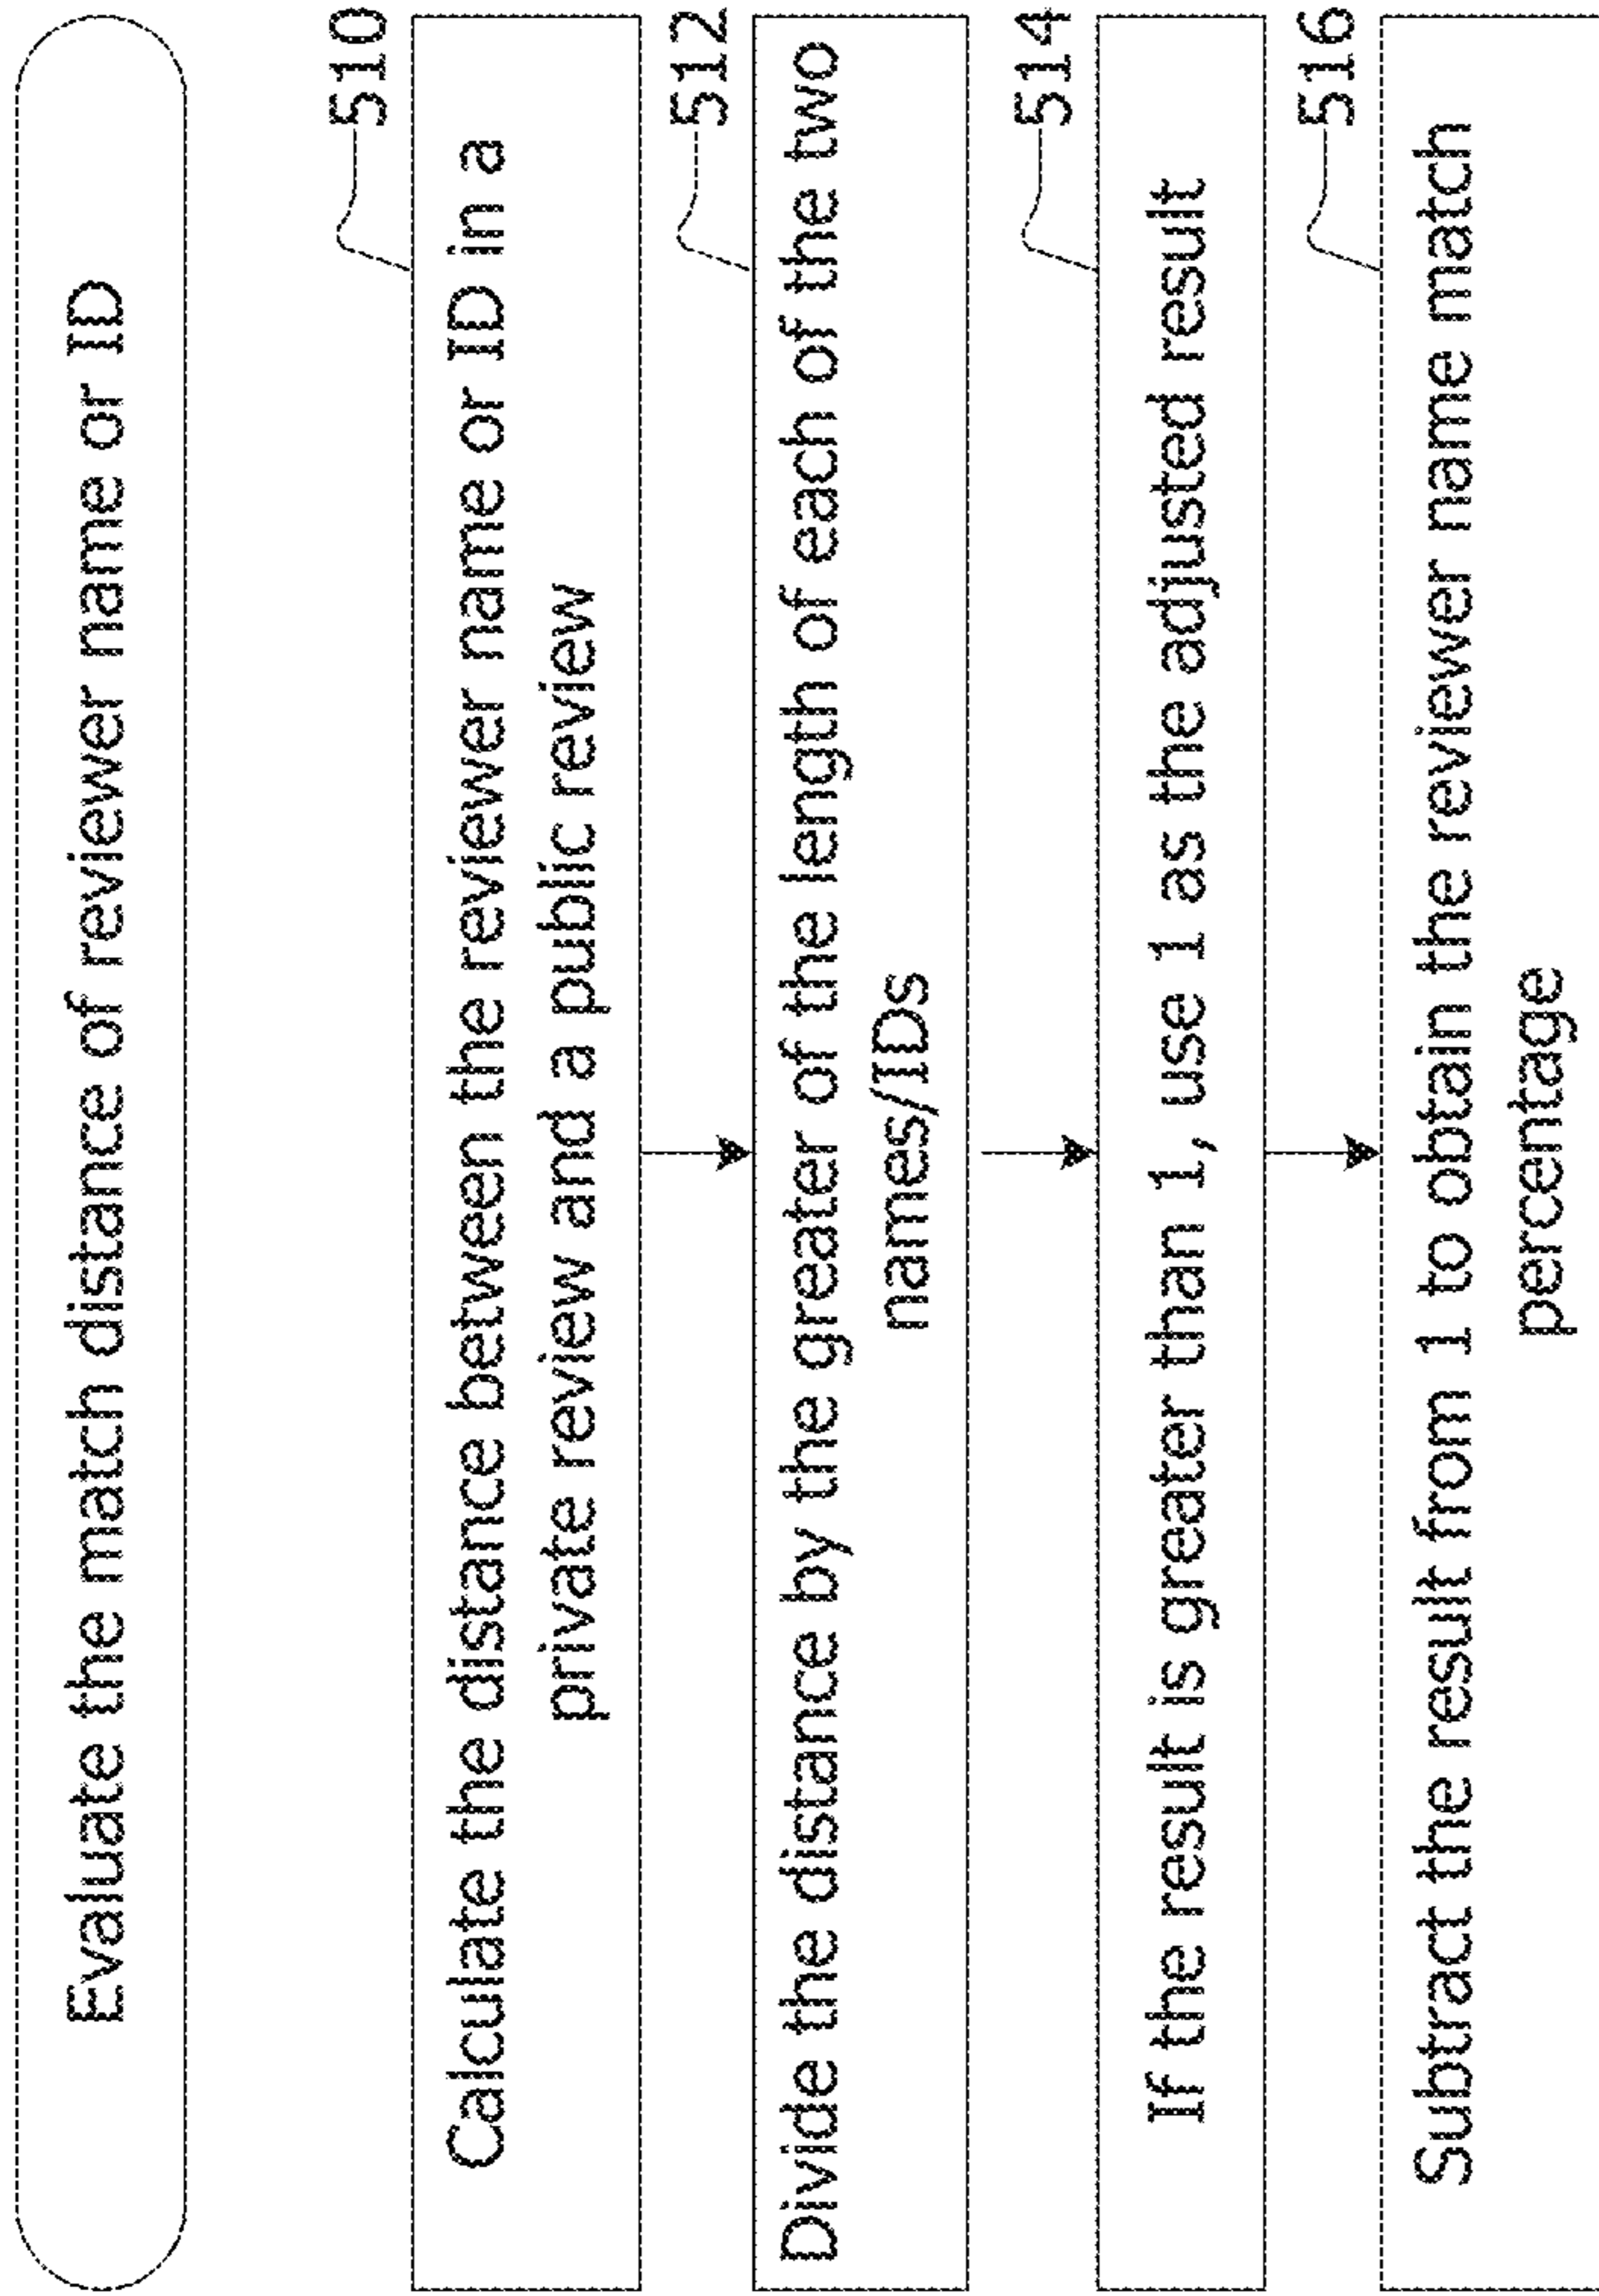 Evaluate the match distance of reviewer name or ID
510
Calculate the distance between the reviewer name or ID in a
private review and a public review
512
Divide the distance by the greater of the length of each of the two
names/IDs
514
If the result is greater than 1, use 1 as the adjusted result
516
Subtract the result from 1 to obtain the reviewer name match
percentage